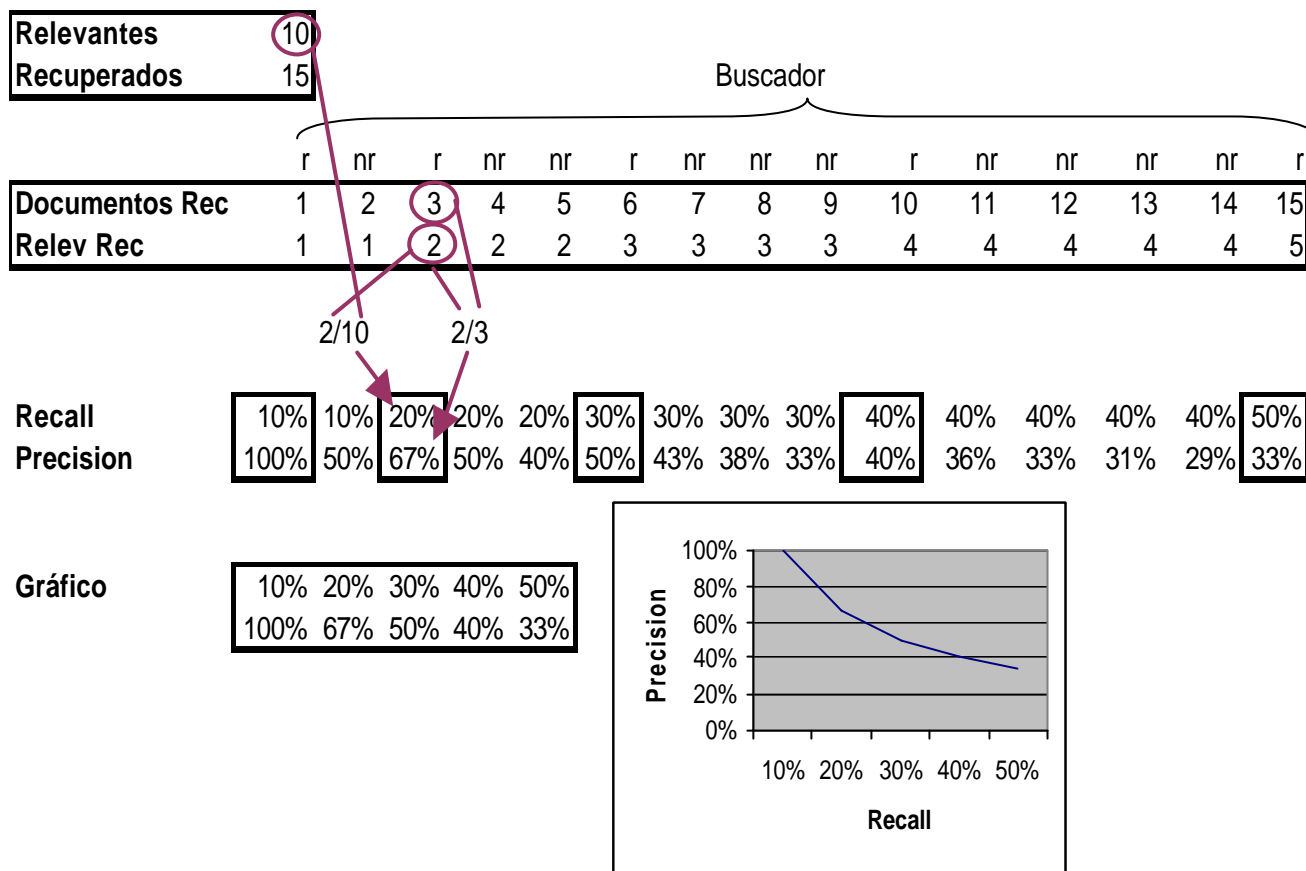 Relevantes 10
Recuperados 15
Buscador
r nr r nr nr r nr nr nr r nr nr nr nr r
Documentos Rec 1 2 3 4 5 6 7 8 9 10 11 12 13 14 15
Relev Rec 1 1 2 2 2 3 3 3 3 4 4 4 4 4 5
2/10 2/3
Recall 10% 10% 20% 20% 20% 30% 30% 30% 30% 40% 40% 40% 40% 40% 50%
Precision 100% 50% 67% 50% 40% 50% 43% 38% 33% 40% 36% 33% 31% 29% 33%
Gráfico 10% 20% 30% 40% 50%
100% 67% 50% 40% 33%
Precision
100%
80%
60%
40%
20%
0%
10% 20% 30% 40% 50%
Recall